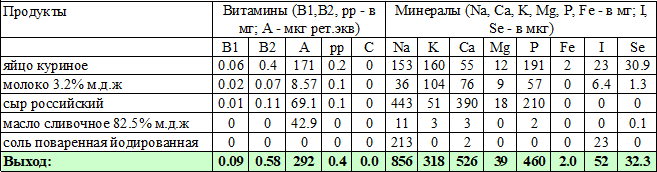 Продукты Витамины (B1,B2, pp - в мг; А - мкг рет.экв) Минералы (Na, Ca, K, Mg, P, Fe - в мг; I, Se - в мкг)
B1 B2 A pp C Na K Ca Mg P Fe I Se
яйцо куриное 0.06 0.4 171 0.2 0 153 160 55 12 191 2 23 30.9
молоко 3.2% м.д.ж 0.02 0.07 8.57 0.1 0 36 104 76 9 57 0 6.4 1.3
сыр российский 0.01 0.11 69.1 0.1 0 443 51 390 18 210 0 0 0
масло сливочное 82.5% м.д.ж 0 0 42.9 0 0 11 3 3 0 2 0 0 0.1
соль поваренная йодированная 0 0 0 0 0 213 0 2 0 0 0 23 0
Выход: 0.09 0.58 292 0.4 0.0 856 318 526 39 460 2.0 52 32.3